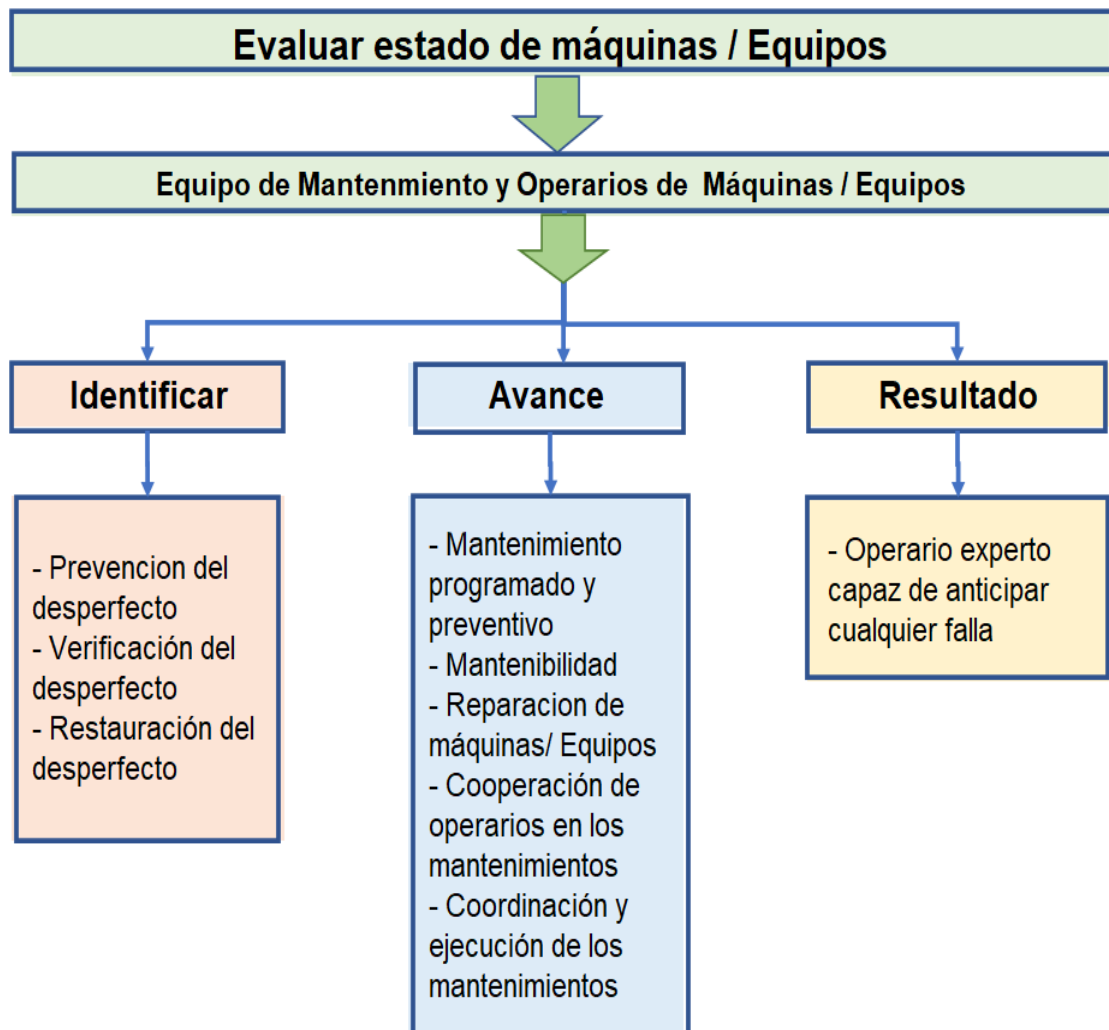 Evaluar estado de máquinas / Equipos
Equipo de Mantenmiento y Operarios de Máquinas / Equipos
Identificar
Avance
Resultado
- Prevencion del
desperfecto
- Verificación del
desperfecto
- Restauración del
desperfecto
- Mantenimiento
programado y
preventivo
- Mantenibilidad
- Reparacion de
máquinas/ Equipos
- Cooperación de
operarios en los
mantenimientos
- Coordinación y
ejecución de los
mantenimientos
- Operario experto
capaz de anticipar
cualquier falla